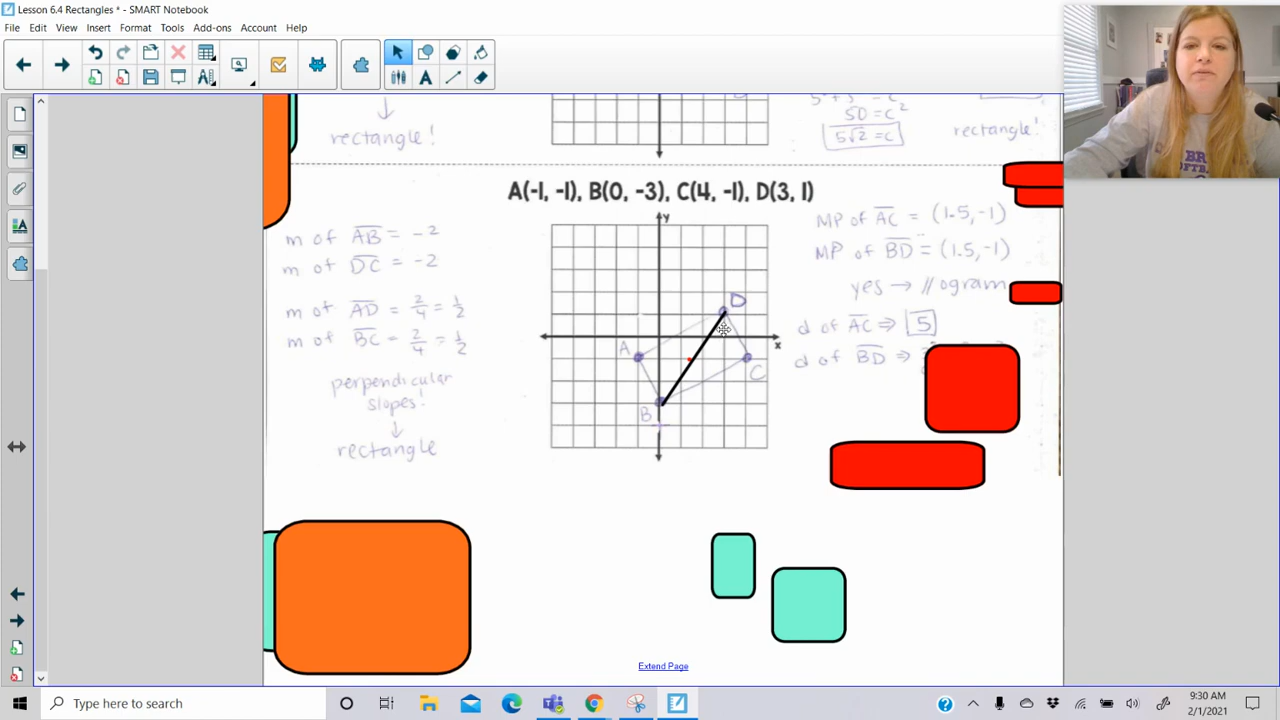 Lesson 6.4 Rectangles * - SMART Notebook
File Edit View Insert Format Tools Add-ons Account Help
rectangle!
50 = c²
5√2 = c
rectangle!
A(-1, -1), B(0, -3), C(4, -1), D(3, 1)
m of AB = -2
m of DC = -2
m of AD = 2/4 = 1/2
m of BC = 2/4 = 1/2
perpendicular
slopes!
rectangle
y
D
A
x
C
B
MP of AC = (1.5, -1)
MP of BD = (1.5, -1)
yes → //ogram
d of AC ⇒ 5
d of BD ⇒
Extend Page
Type here to search
9:30 AM
2/1/2021